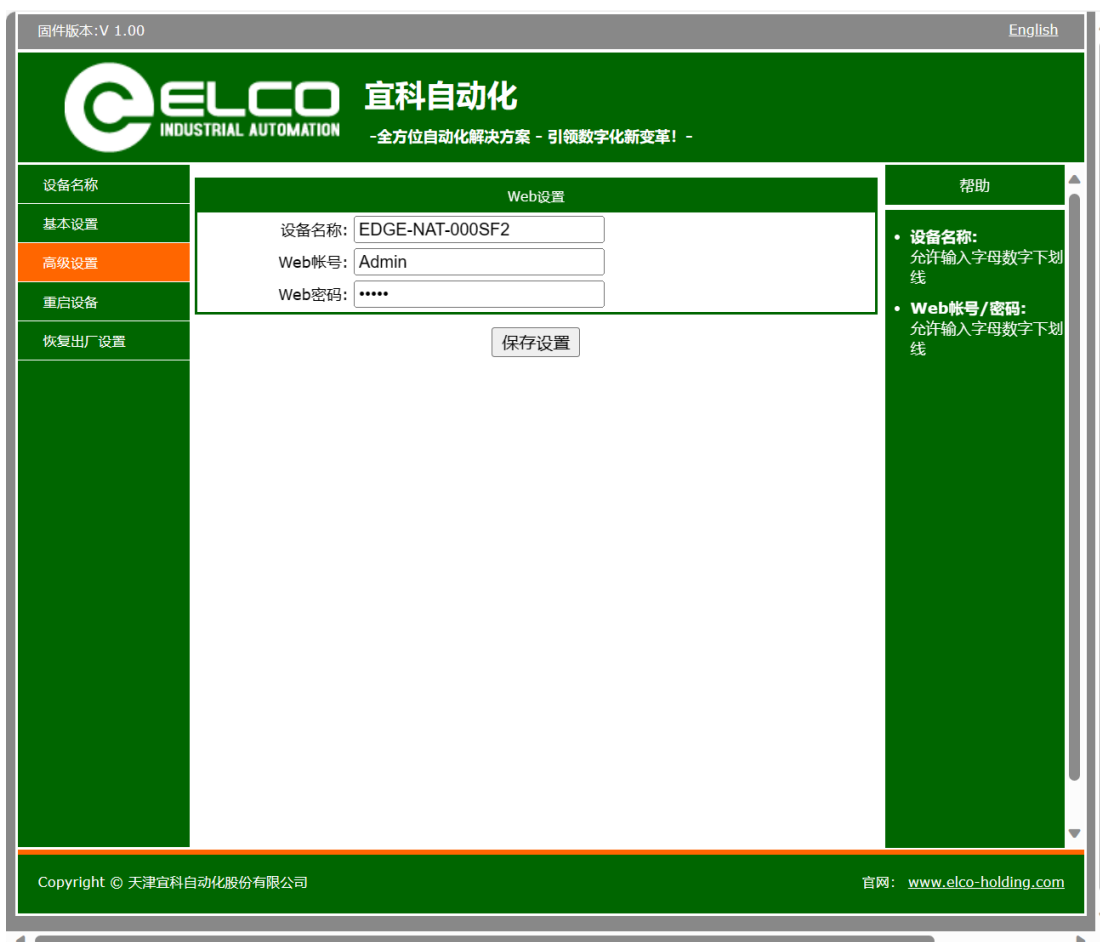 固件版本:V 1.00
English
ELCO
INDUSTRIAL AUTOMATION
宜科自动化
-全方位自动化解决方案 - 引领数字化新变革! -
设备名称
基本设置
高级设置
重启设备
恢复出厂设置
Web设置
设备名称: EDGE-NAT-000SF2
Web帐号: Admin
Web密码: •••••
保存设置
帮助
• 设备名称:
允许输入字母数字下划
线
• Web帐号/密码:
允许输入字母数字下划
线
Copyright © 天津宜科自动化股份有限公司
官网: www.elco-holding.com